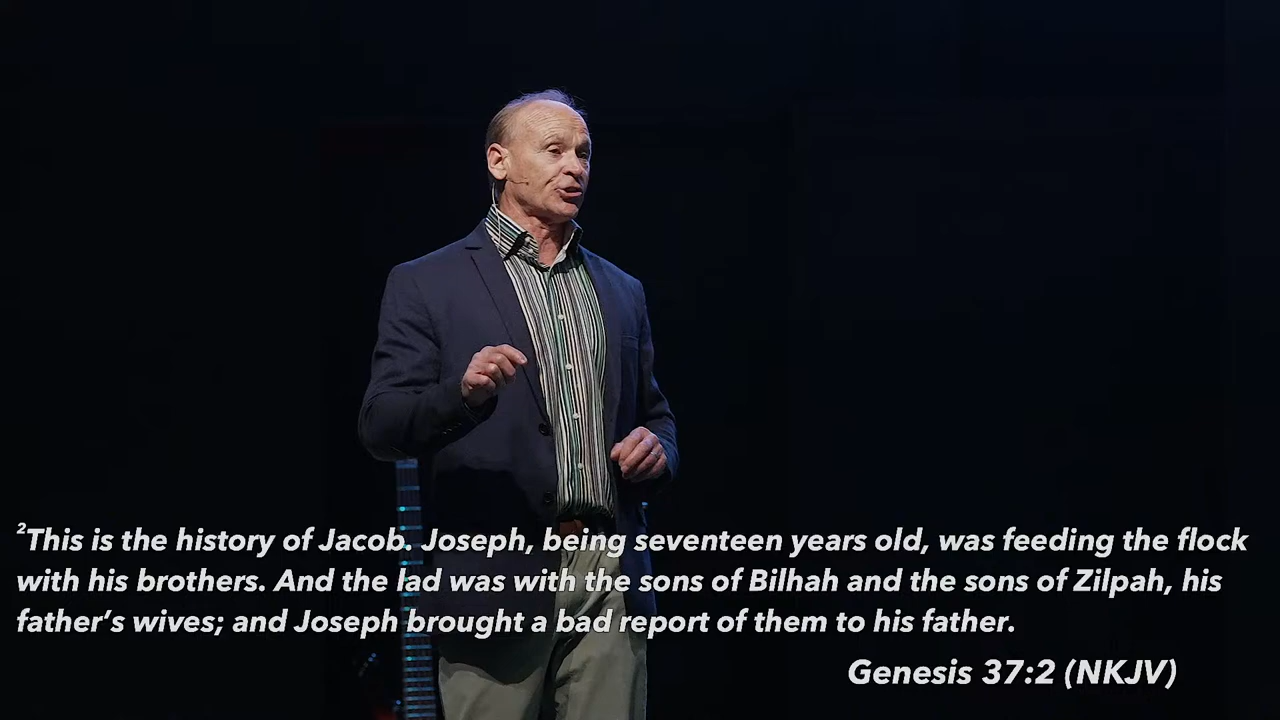 ²This is the history of Jacob. Joseph, being seventeen years old, was feeding the flock
with his brothers. And the lad was with the sons of Bilhah and the sons of Zilpah, his
father’s wives; and Joseph brought a bad report of them to his father.
Genesis 37:2 (NKJV)